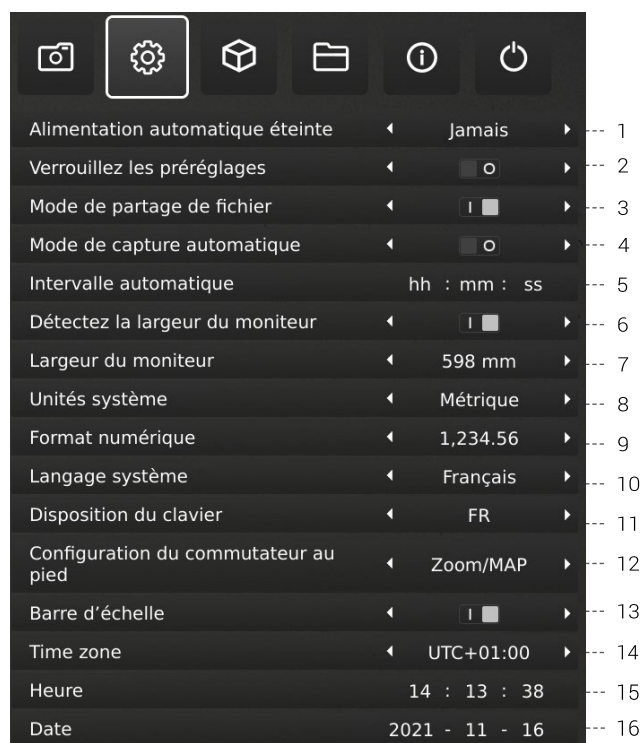 Alimentation automatique éteinte Jamais 1
Verrouillez les préréglages O 2
Mode de partage de fichier I 3
Mode de capture automatique O 4
Intervalle automatique hh : mm : ss 5
Détectez la largeur du moniteur I 6
Largeur du moniteur 598 mm 7
Unités système Métrique 8
Format numérique 1,234.56 9
Langage système Français 10
Disposition du clavier FR 11
Configuration du commutateur au
pied Zoom/MAP 12
Barre d’échelle I 13
Time zone UTC+01:00 14
Heure 14 : 13 : 38 15
Date 2021 - 11 - 16 16